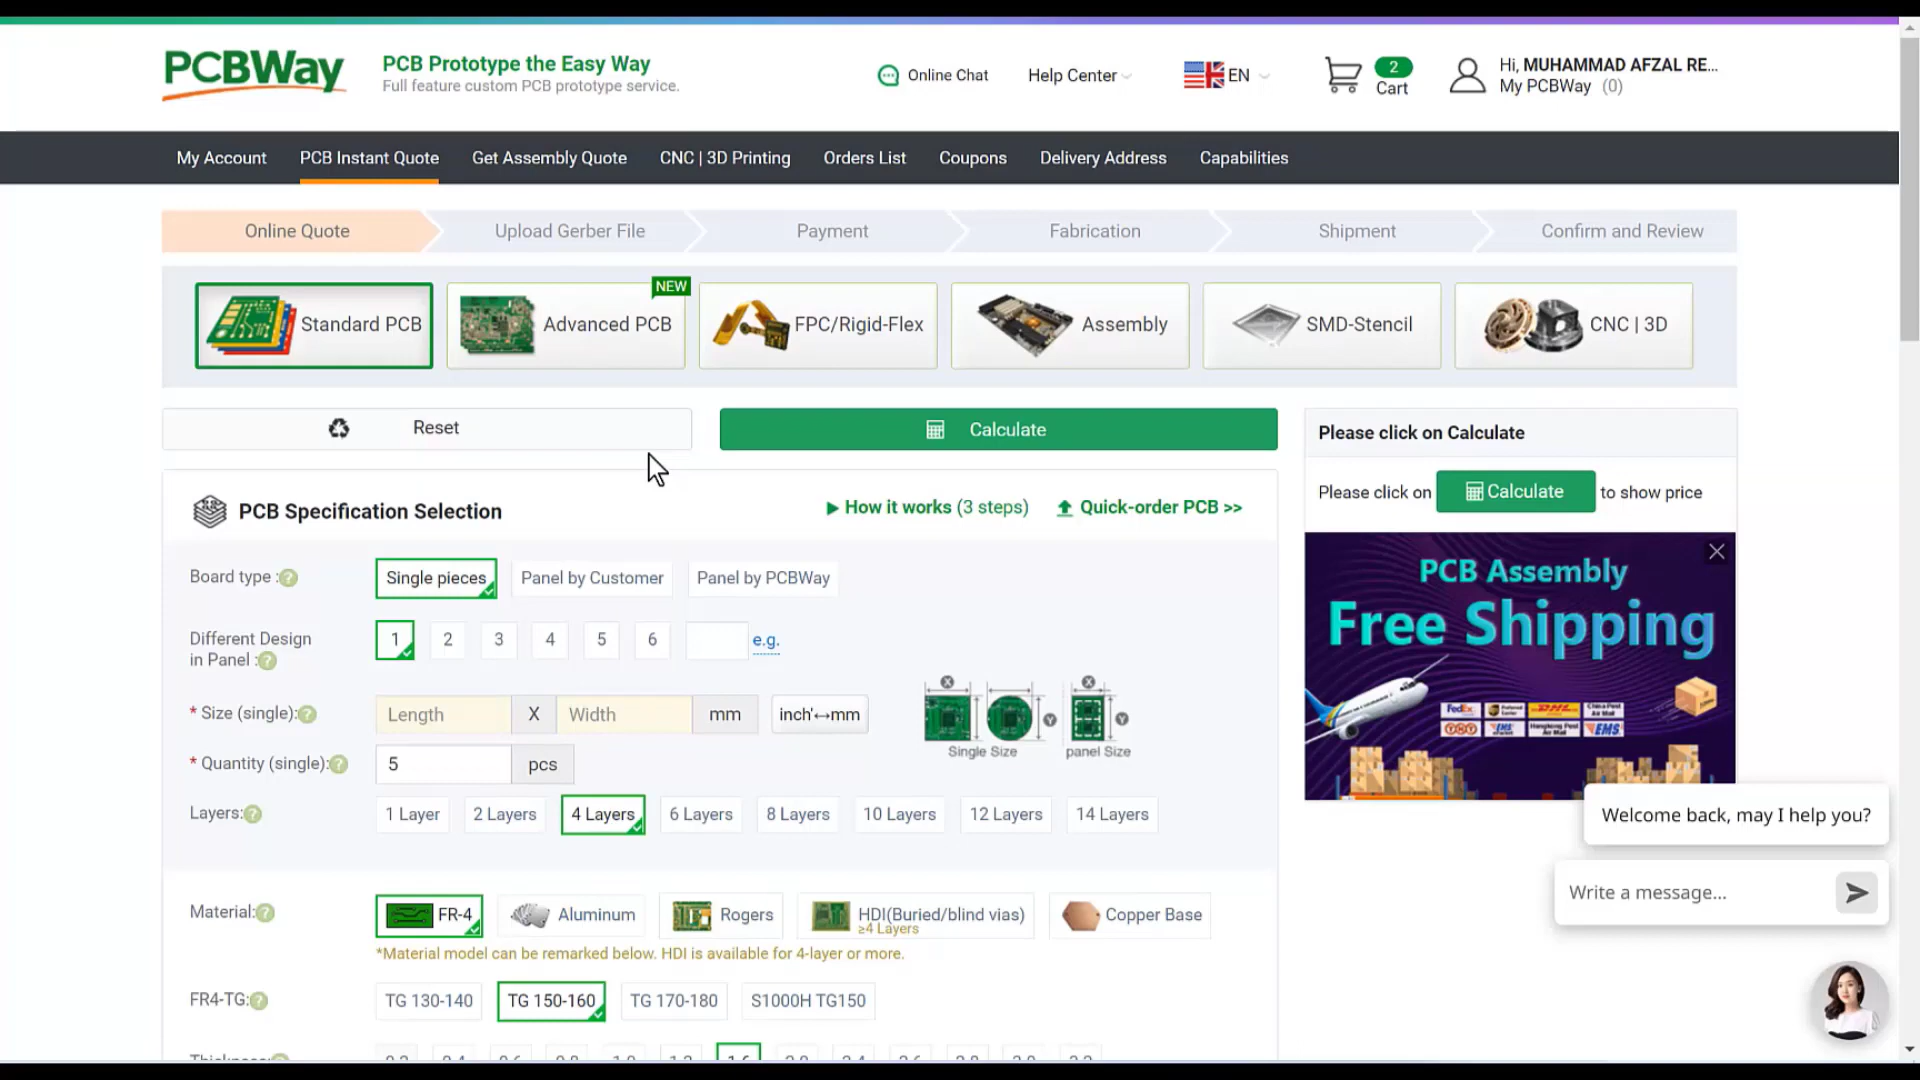 PCBWay
PCB Prototype the Easy Way
Full feature custom PCB prototype service.
Online Chat
Help Center
EN
2
Cart
Hi, MUHAMMAD AFZAL RE...
My PCBWay (0)
My Account
PCB Instant Quote
Get Assembly Quote
CNC | 3D Printing
Orders List
Coupons
Delivery Address
Capabilities
Online Quote
Upload Gerber File
Payment
Fabrication
Shipment
Confirm and Review
Standard PCB
NEW
Advanced PCB
FPC/Rigid-Flex
Assembly
SMD-Stencil
CNC | 3D
Reset
Calculate
Please click on Calculate
Please click on Calculate to show price
PCB Specification Selection
How it works (3 steps)
Quick-order PCB >>
Board type :?
Single pieces
Panel by Customer
Panel by PCBWay
Different Design
in Panel :?
1 2 3 4 5 6 e.g.
* Size (single):?
Length X Width mm inch'↔mm
X X
Y Y
Single Size
panel Size
* Quantity (single):?
5 pcs
Layers:?
1 Layer
2 Layers
4 Layers
6 Layers
8 Layers
10 Layers
12 Layers
14 Layers
Material:?
FR-4
Aluminum
Rogers
HDI(Buried/blind vias)
≥4 Layers
Copper Base
*Material model can be remarked below. HDI is available for 4-layer or more.
FR4-TG:?
TG 130-140
TG 150-160
TG 170-180
S1000H TG150
PCB Assembly
Free Shipping
FedEx
DHL
TNT
EMS
Welcome back, may I help you?
Write a message...